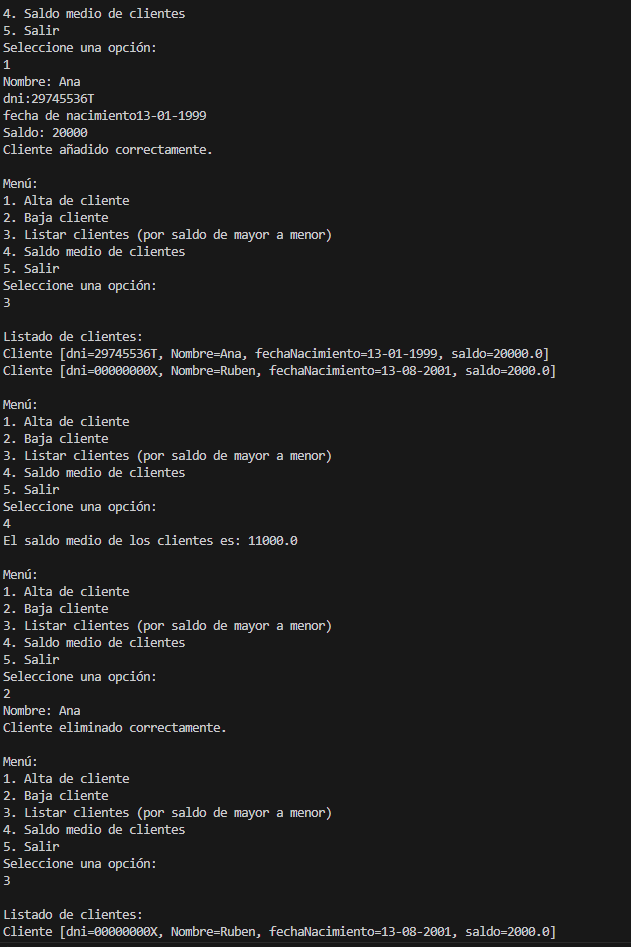 4. Saldo medio de clientes
5. Salir
Seleccione una opción:
1
Nombre: Ana
dni:29745536T
fecha de nacimiento13-01-1999
Saldo: 20000
Cliente añadido correctamente.

Menú:
1. Alta de cliente
2. Baja cliente
3. Listar clientes (por saldo de mayor a menor)
4. Saldo medio de clientes
5. Salir
Seleccione una opción:
3

Listado de clientes:
Cliente [dni=29745536T, Nombre=Ana, fechaNacimiento=13-01-1999, saldo=20000.0]
Cliente [dni=00000000X, Nombre=Ruben, fechaNacimiento=13-08-2001, saldo=2000.0]

Menú:
1. Alta de cliente
2. Baja cliente
3. Listar clientes (por saldo de mayor a menor)
4. Saldo medio de clientes
5. Salir
Seleccione una opción:
4
El saldo medio de los clientes es: 11000.0

Menú:
1. Alta de cliente
2. Baja cliente
3. Listar clientes (por saldo de mayor a menor)
4. Saldo medio de clientes
5. Salir
Seleccione una opción:
2
Nombre: Ana
Cliente eliminado correctamente.

Menú:
1. Alta de cliente
2. Baja cliente
3. Listar clientes (por saldo de mayor a menor)
4. Saldo medio de clientes
5. Salir
Seleccione una opción:
3

Listado de clientes:
Cliente [dni=00000000X, Nombre=Ruben, fechaNacimiento=13-08-2001, saldo=2000.0]